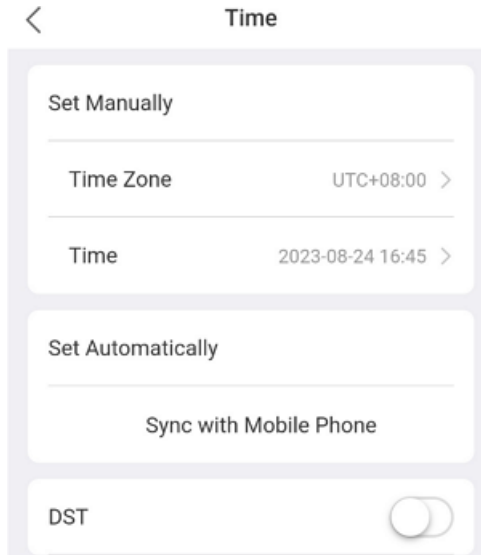 Time
Set Manually
Time Zone UTC+08:00
Time 2023-08-24 16:45
Set Automatically
Sync with Mobile Phone
DST